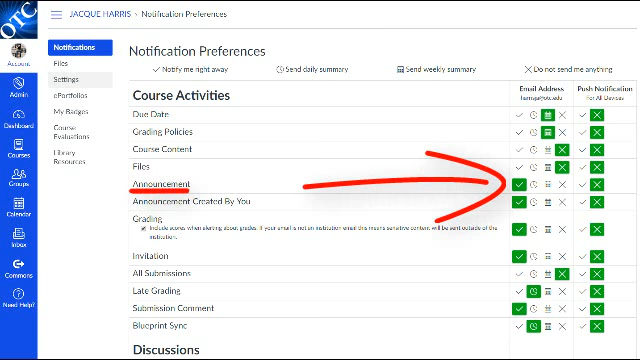 OTC
JACQUE HARRIS › Notification Preferences
Account
Admin
Dashboard
Courses
Groups
Calendar
Inbox
Commons
Need Help?
Notifications
Files
Settings
ePortfolios
My Badges
Course
Evaluations
Library
Resources
Notification Preferences
Notify me right away
Send daily summary
Send weekly summary
Do not send me anything
Course Activities
Email Address
harrisja@otc.edu
Push Notification
For All Devices
Due Date
Grading Policies
Course Content
Files
Announcement
Announcement Created By You
Grading
Include scores when alerting about grades. If your email is not an institution email this means sensitive content will be sent outside of the
institution.
Invitation
All Submissions
Late Grading
Submission Comment
Blueprint Sync
Discussions